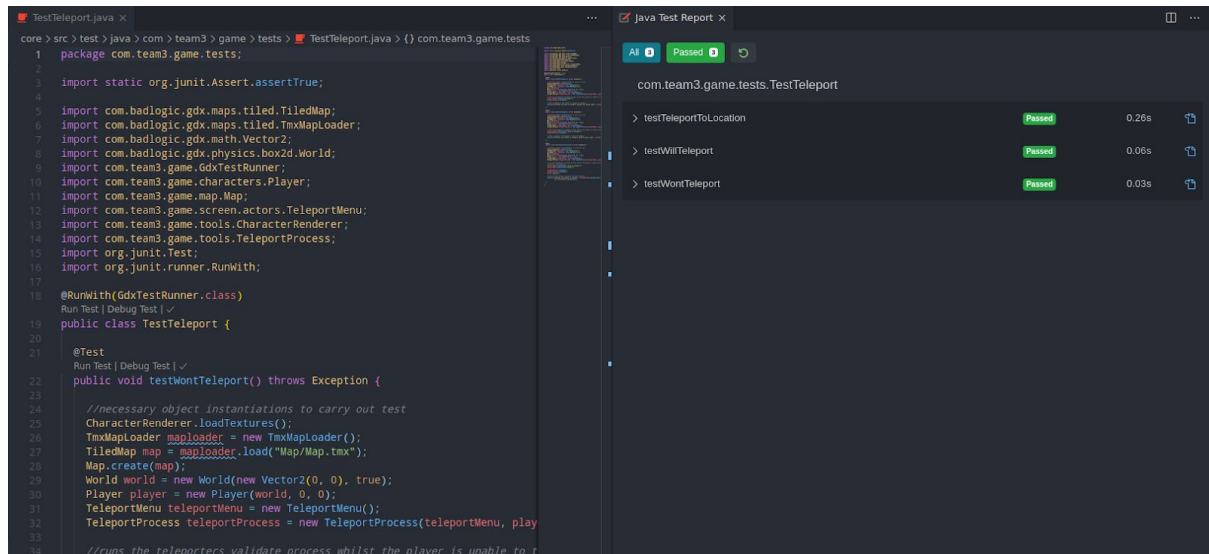 TestTeleport.java ×
core > src > test > java > com > team3 > game > tests > TestTeleport.java > {} com.team3.game.tests
1 package com.team3.game.tests;
2
3 import static org.junit.Assert.assertTrue;
4
5 import com.badlogic.gdx.maps.tiled.TiledMap;
6 import com.badlogic.gdx.maps.tiled.TmxMapLoader;
7 import com.badlogic.gdx.math.Vector2;
8 import com.badlogic.gdx.physics.box2d.World;
9 import com.team3.game.GdxTestRunner;
10 import com.team3.game.characters.Player;
11 import com.team3.game.map.Map;
12 import com.team3.game.screen.actors.TeleportMenu;
13 import com.team3.game.tools.CharacterRenderer;
14 import com.team3.game.tools.TeleportProcess;
15 import org.junit.Test;
16 import org.junit.runner.RunWith;
17
18 @RunWith(GdxTestRunner.class)
Run Test | Debug Test | ✓
19 public class TestTeleport {
20
21 @Test
Run Test | Debug Test | ✓
22 public void testWontTeleport() throws Exception {
23
24 //necessary object instantiations to carry out test
25 CharacterRenderer.loadTextures();
26 TmxMapLoader maploader = new TmxMapLoader();
27 TiledMap map = maploader.load("Map/Map.tmx");
28 Map.create(map);
29 World world = new World(new Vector2(0, 0), true);
30 Player player = new Player(world, 0, 0);
31 TeleportMenu teleportMenu = new TeleportMenu();
32 TeleportProcess teleportProcess = new TeleportProcess(teleportMenu, play
33
34 //runs the teleporters validate process whilst the player is unable to t
Java Test Report ×
All 3 Passed 3
com.team3.game.tests.TestTeleport
> testTeleportToLocation Passed 0.26s
> testWillTeleport Passed 0.06s
> testWontTeleport Passed 0.03s